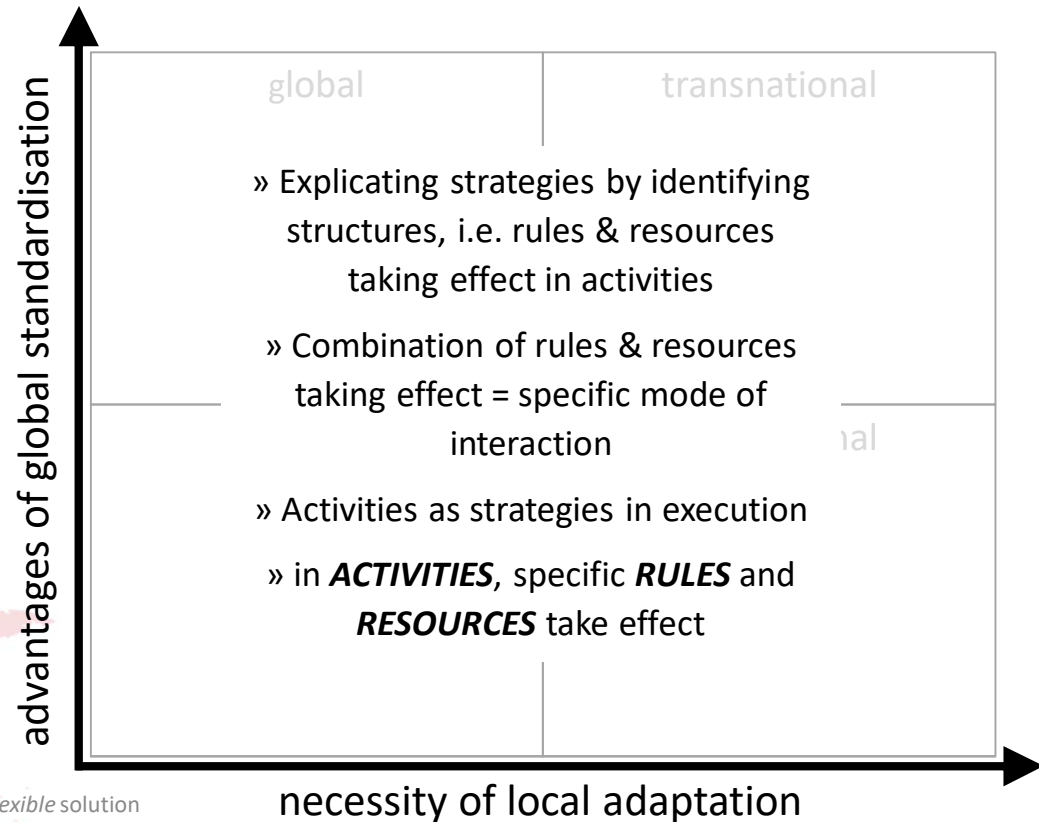 advantages of global standardisation
global
transnational
» Explicating strategies by identifying
structures, i.e. rules & resources
taking effect in activities
» Combination of rules & resources
taking effect = specific mode of
interaction
» Activities as strategies in execution
» in ACTIVITIES, specific RULES and
RESOURCES take effect
necessity of local adaptation
solution